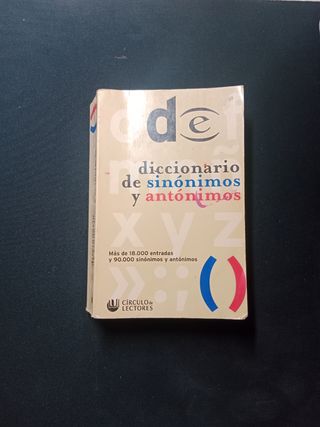 de
diccionario
de sinónimos
y antónimos
x v z
Más de 18.000 entradas
y 90.000 sinónimos y antónimos
» : ; (
( )
CÍRCULO de
LECTORES